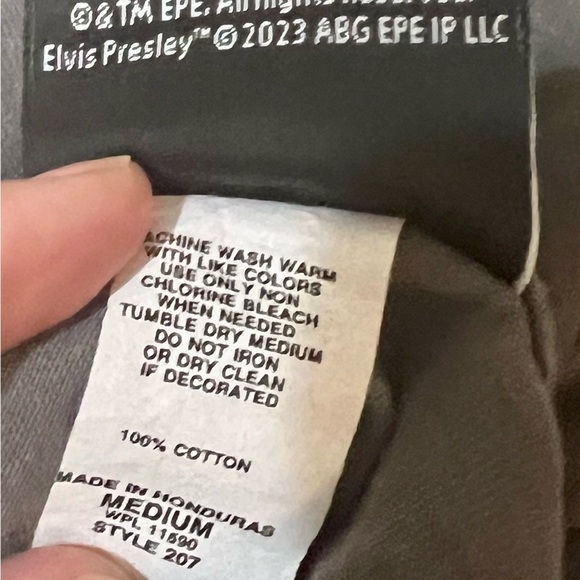 ©&TM EPE. All rights
Elvis Presley™ © 2023 ABG EPE IP LLC
ACHINE WASH WARM
WITH LIKE COLORS
USE ONLY NON
CHLORINE BLEACH
WHEN NEEDED
TUMBLE DRY MEDIUM
DO NOT IRON
OR DRY CLEAN
IF DECORATED
100% COTTON
MADE IN HONDURAS
MEDIUM
WPL 11590
STYLE 207